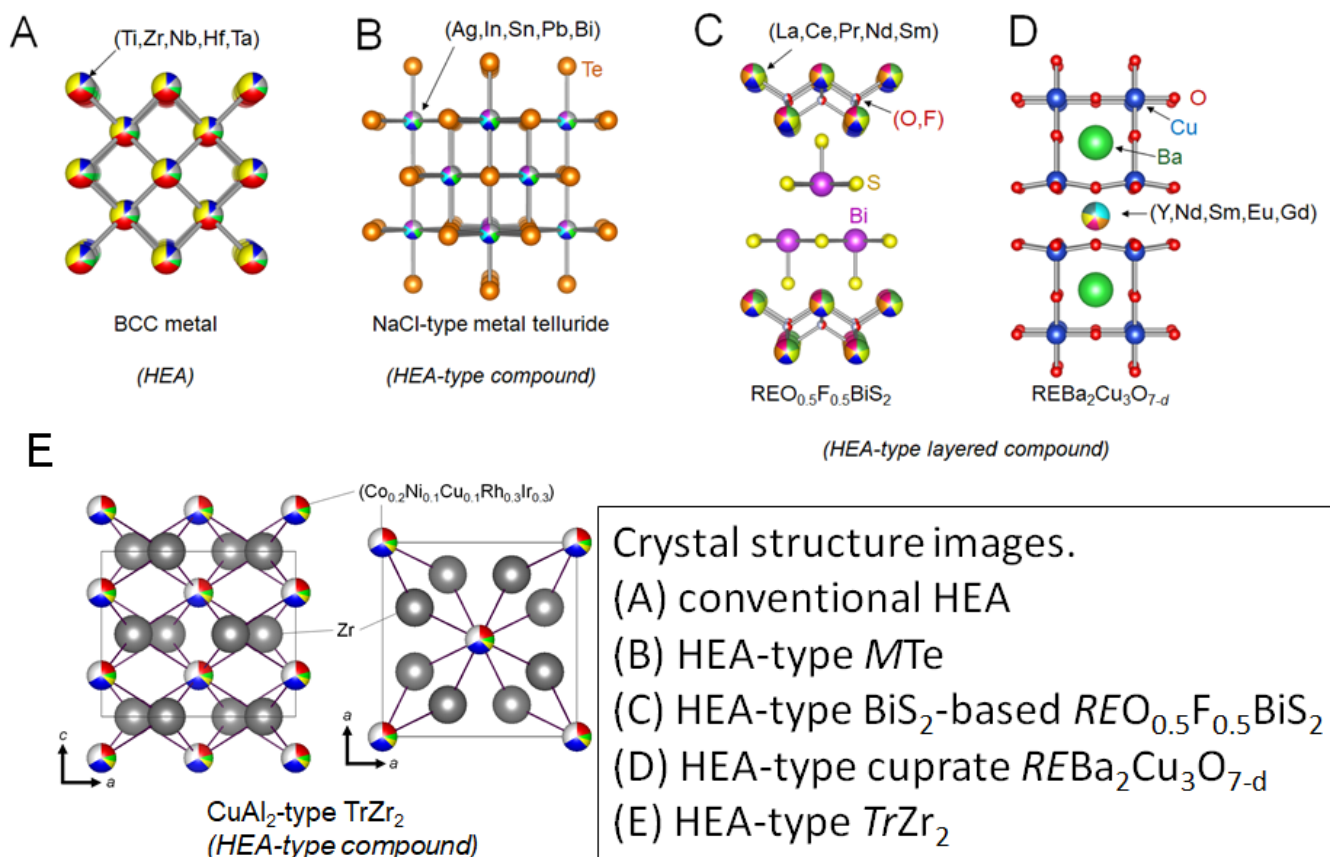 A
(Ti,Zr,Nb,Hf,Ta)
BCC metal
(HEA)
B
(Ag,In,Sn,Pb,Bi)
Te
NaCl-type metal telluride
(HEA-type compound)
C
(La,Ce,Pr,Nd,Sm)
(O,F)
S
Bi
REO0.5F0.5BiS2
D
O
Cu
Ba
(Y,Nd,Sm,Eu,Gd)
REBa2Cu3O7-d
(HEA-type layered compound)
E
(Co0.2Ni0.1Cu0.1Rh0.3Ir0.3)
Zr
c
a
a
a
CuAl2-type TrZr2
(HEA-type compound)
Crystal structure images.
(A) conventional HEA
(B) HEA-type MTe
(C) HEA-type BiS2-based REO0.5F0.5BiS2
(D) HEA-type cuprate REBa2Cu3O7-d
(E) HEA-type TrZr2